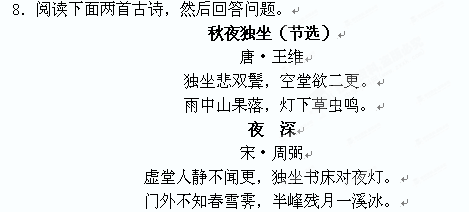 8．阅读下面两首古诗，然后回答问题。
秋夜独坐（节选）
唐·王维
独坐悲双鬓，空堂欲二更。
雨中山果落，灯下草虫鸣。
夜　深
宋·周弼
虚堂人静不闻更，独坐书床对夜灯。
门外不知春雪霁，半峰残月一溪冰。